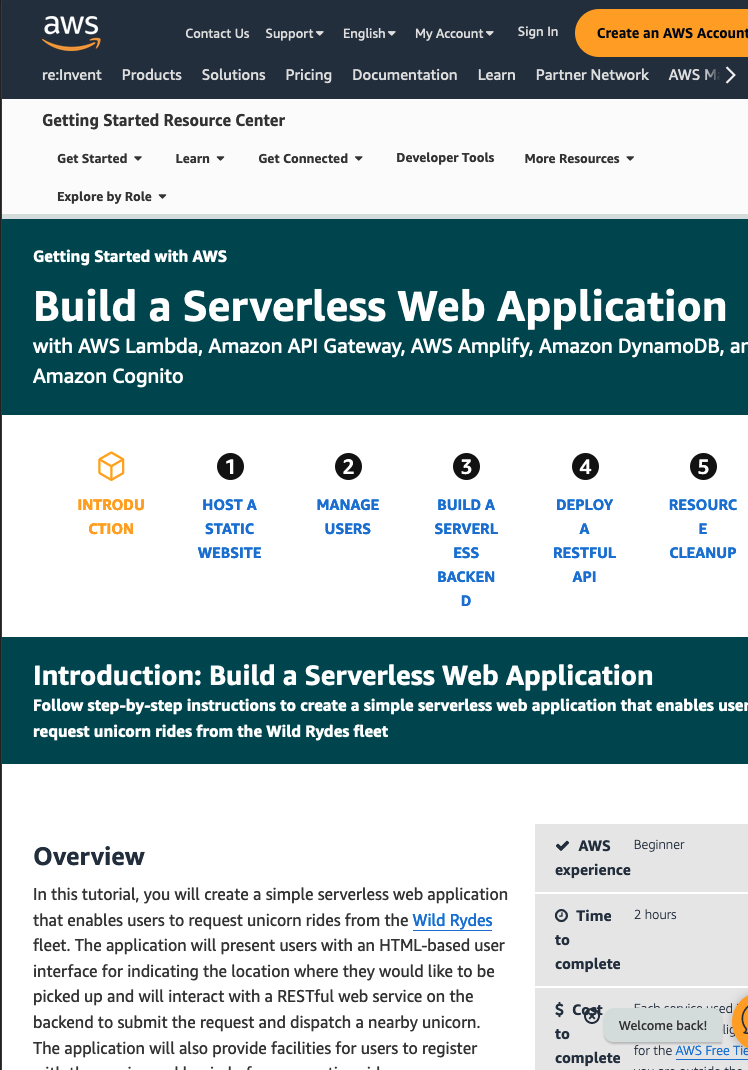 aws
Contact Us Support English My Account Sign In Create an AWS Account
re:Invent Products Solutions Pricing Documentation Learn Partner Network AWS
Getting Started Resource Center
Get Started Learn Get Connected Developer Tools More Resources
Explore by Role
Getting Started with AWS
Build a Serverless Web Application
with AWS Lambda, Amazon API Gateway, AWS Amplify, Amazon DynamoDB,
Amazon Cognito
1 2 3 4 5
INTRODU
CTION
HOST A
STATIC
WEBSITE
MANAGE
USERS
BUILD A
SERVERL
ESS
BACKEN
D
DEPLOY
A
RESTFUL
API
RESOURC
E
CLEANUP
Introduction: Build a Serverless Web Application
Follow step-by-step instructions to create a simple serverless web application that enables
request unicorn rides from the Wild Rydes fleet
Overview
In this tutorial, you will create a simple serverless web application
that enables users to request unicorn rides from the Wild Rydes
fleet. The application will present users with an HTML-based user
interface for indicating the location where they would like to be
picked up and will interact with a RESTful web service on the
backend to submit the request and dispatch a nearby unicorn.
The application will also provide facilities for users to register
AWS
experience
Beginner
Time
to
complete
2 hours
$ Cost
to
complete
Each service used
for the AWS Free
Welcome back!